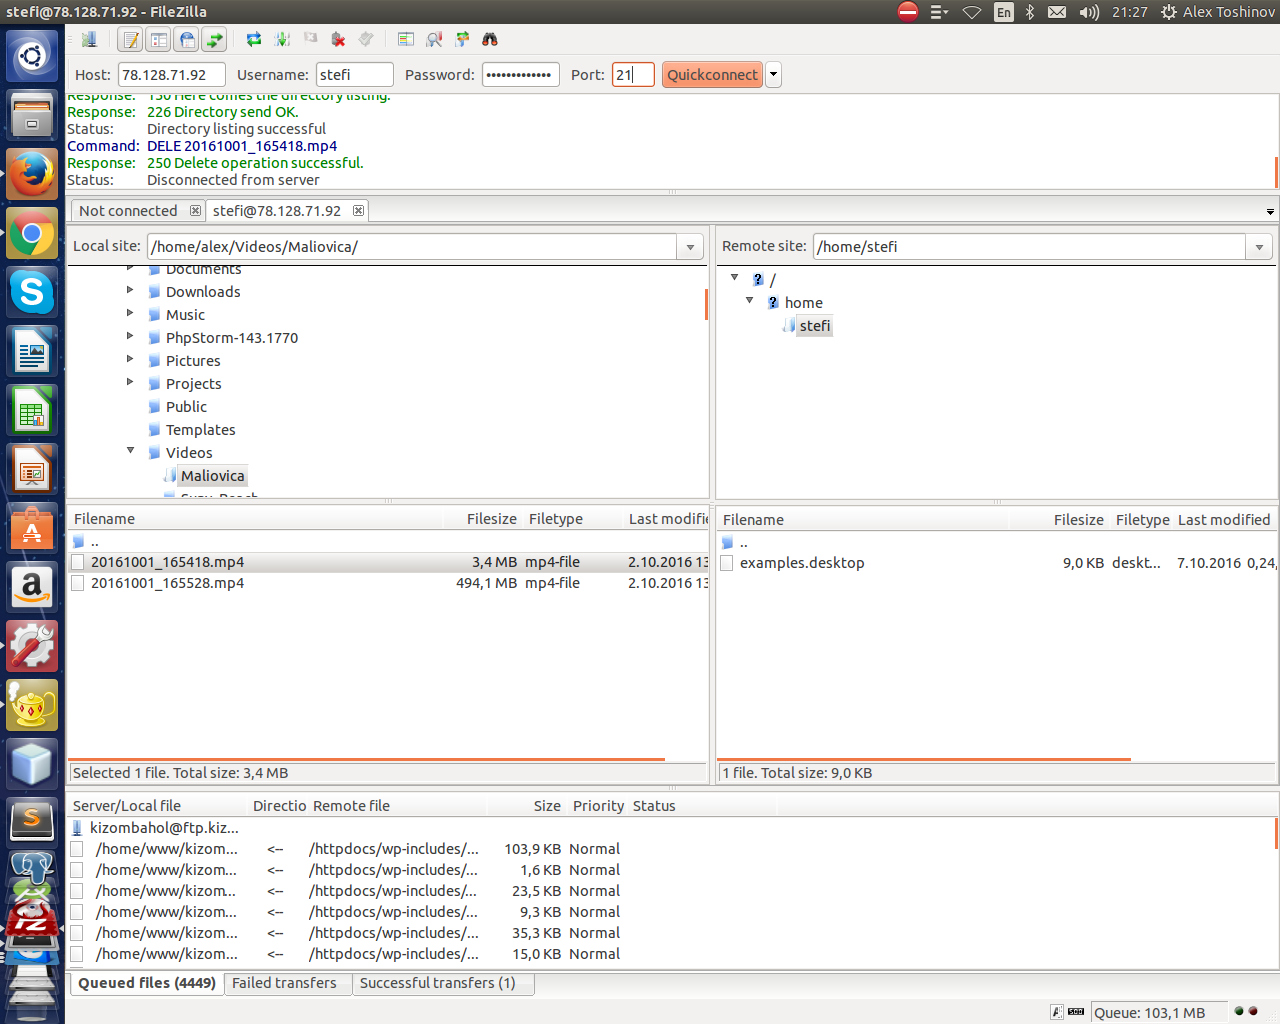 stefi@78.128.71.92 - FileZilla
En 21:27 Alex Toshinov
Host: 78.128.71.92 Username: stefi Password: ••••••••••••• Port: 21 Quickconnect
Response: 150 Here comes the directory listing.
Response: 226 Directory send OK.
Status: Directory listing successful
Command: DELE 20161001_165418.mp4
Response: 250 Delete operation successful.
Status: Disconnected from server
Not connected stefi@78.128.71.92
Local site: /home/alex/Videos/Maliovica/
Documents
Downloads
Music
PhpStorm-143.1770
Pictures
Projects
Public
Templates
Videos
Maliovica
Remote site: /home/stefi
/
home
stefi
Filename Filesize Filetype Last modifi
..
20161001_165418.mp4 3,4 MB mp4-file 2.10.2016 13
20161001_165528.mp4 494,1 MB mp4-file 2.10.2016 13
Selected 1 file. Total size: 3,4 MB
Filename Filesize Filetype Last modified
..
examples.desktop 9,0 KB deskt... 7.10.2016 0,24,
1 file. Total size: 9,0 KB
Server/Local file Directio Remote file Size Priority Status
kizombahol@ftp.kiz...
/home/www/kizom... <-- /httpdocs/wp-includes/... 103,9 KB Normal
/home/www/kizom... <-- /httpdocs/wp-includes/... 1,6 KB Normal
/home/www/kizom... <-- /httpdocs/wp-includes/... 23,5 KB Normal
/home/www/kizom... <-- /httpdocs/wp-includes/... 9,3 KB Normal
/home/www/kizom... <-- /httpdocs/wp-includes/... 35,3 KB Normal
/home/www/kizom... <-- /httpdocs/wp-includes/... 15,0 KB Normal
Queued files (4449) Failed transfers Successful transfers (1)
Queue: 103,1 MB